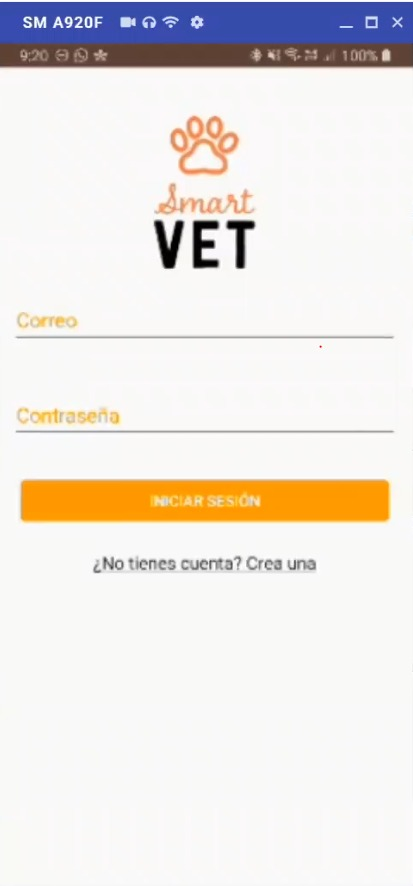 SM A920F
9:20
100%
Smart
VET
Correo
Contraseña
INICIAR SESIÓN
¿No tienes cuenta? Crea una